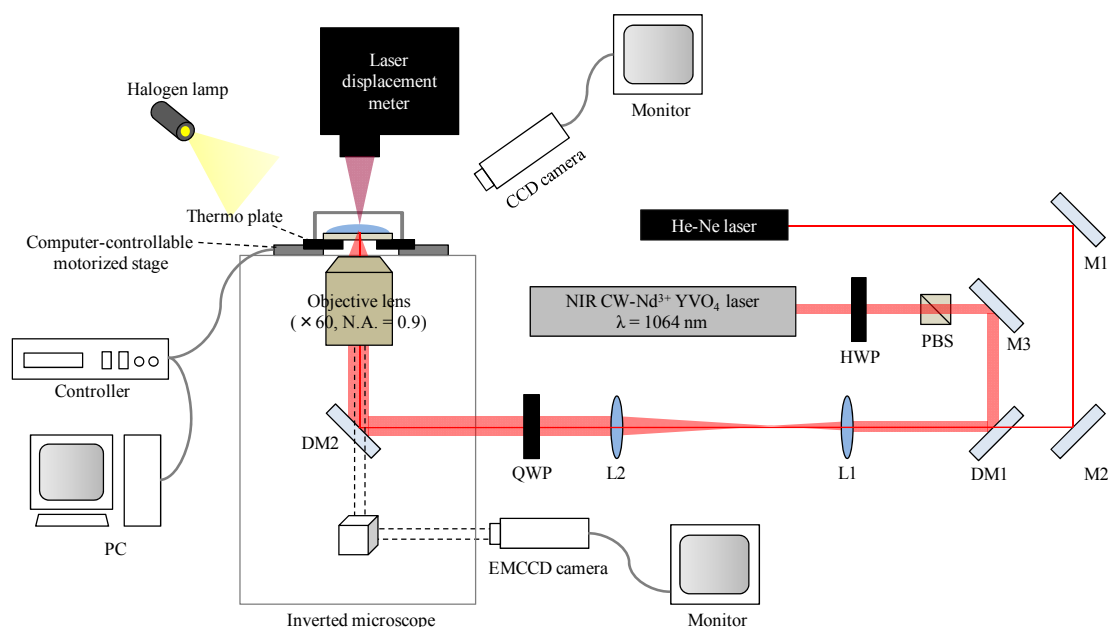 Laser
displacement
meter
Halogen lamp
Monitor
CCD camera
Thermo plate
Computer-controllable
motorized stage
He-Ne laser
M1
Objective lens
(×60, N.A. = 0.9)
NIR CW-Nd³⁺ YVO₄ laser
λ = 1064 nm
HWP
PBS
M3
Controller
DM2
QWP
L2
L1
DM1
M2
PC
EMCCD camera
Inverted microscope
Monitor